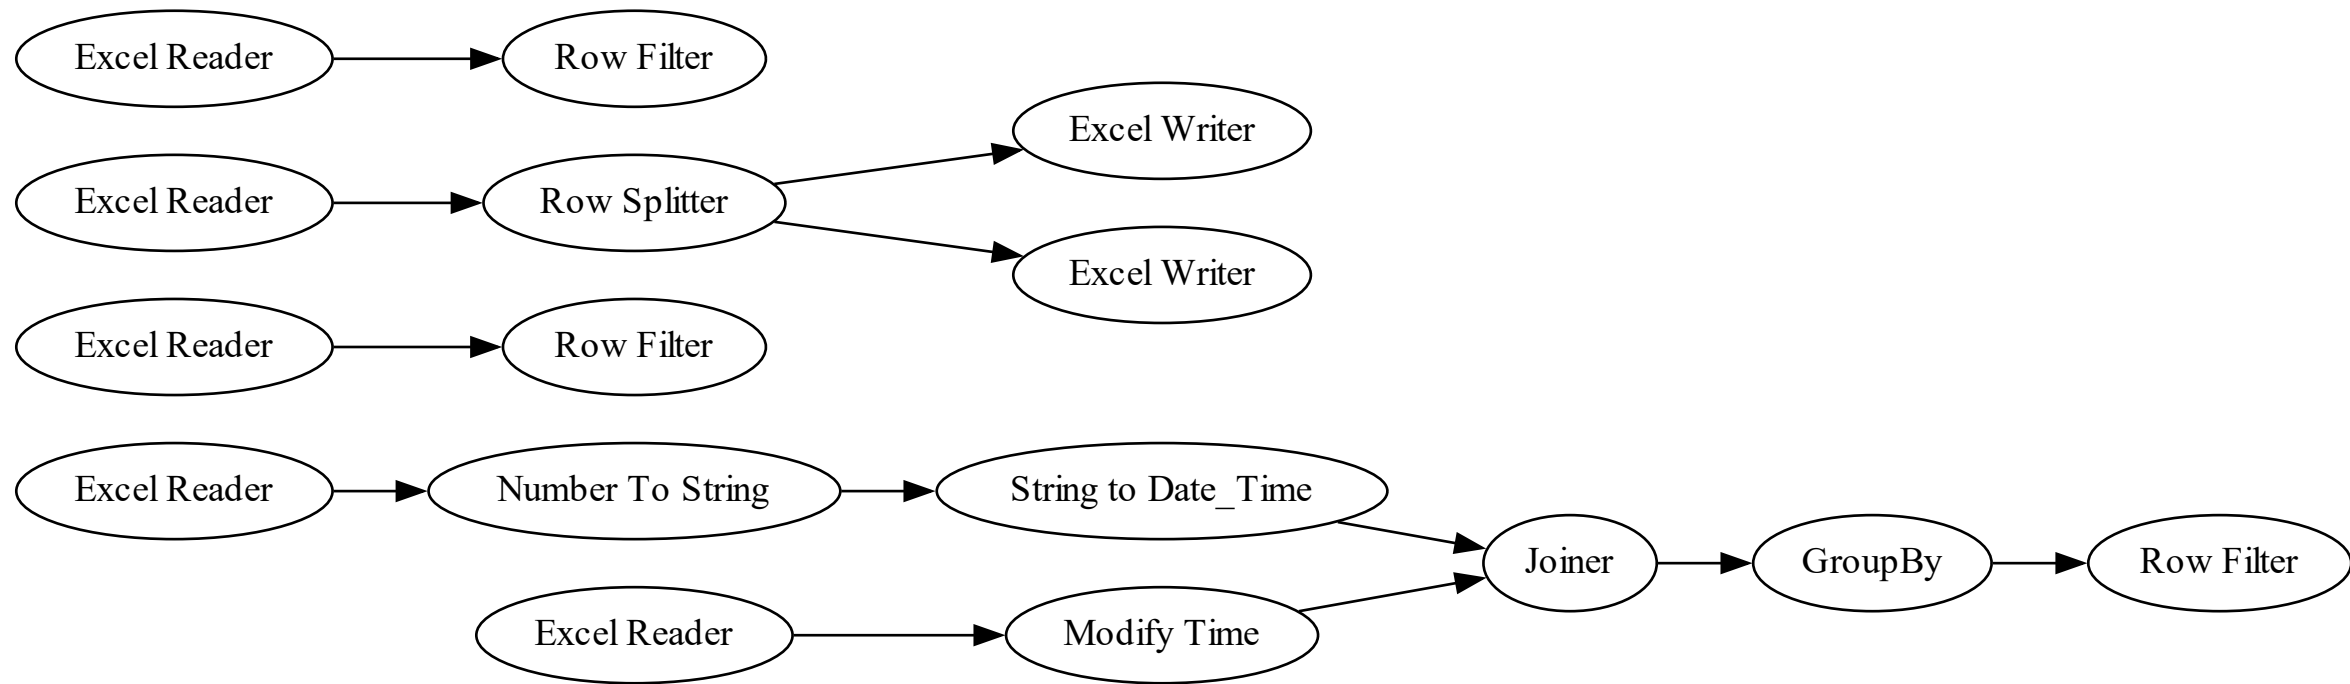 Excel Reader
Row Filter
Excel Writer
Excel Reader
Row Splitter
Excel Writer
Excel Reader
Row Filter
Excel Reader
Number To String
String to Date_Time
Joiner
GroupBy
Row Filter
Excel Reader
Modify Time